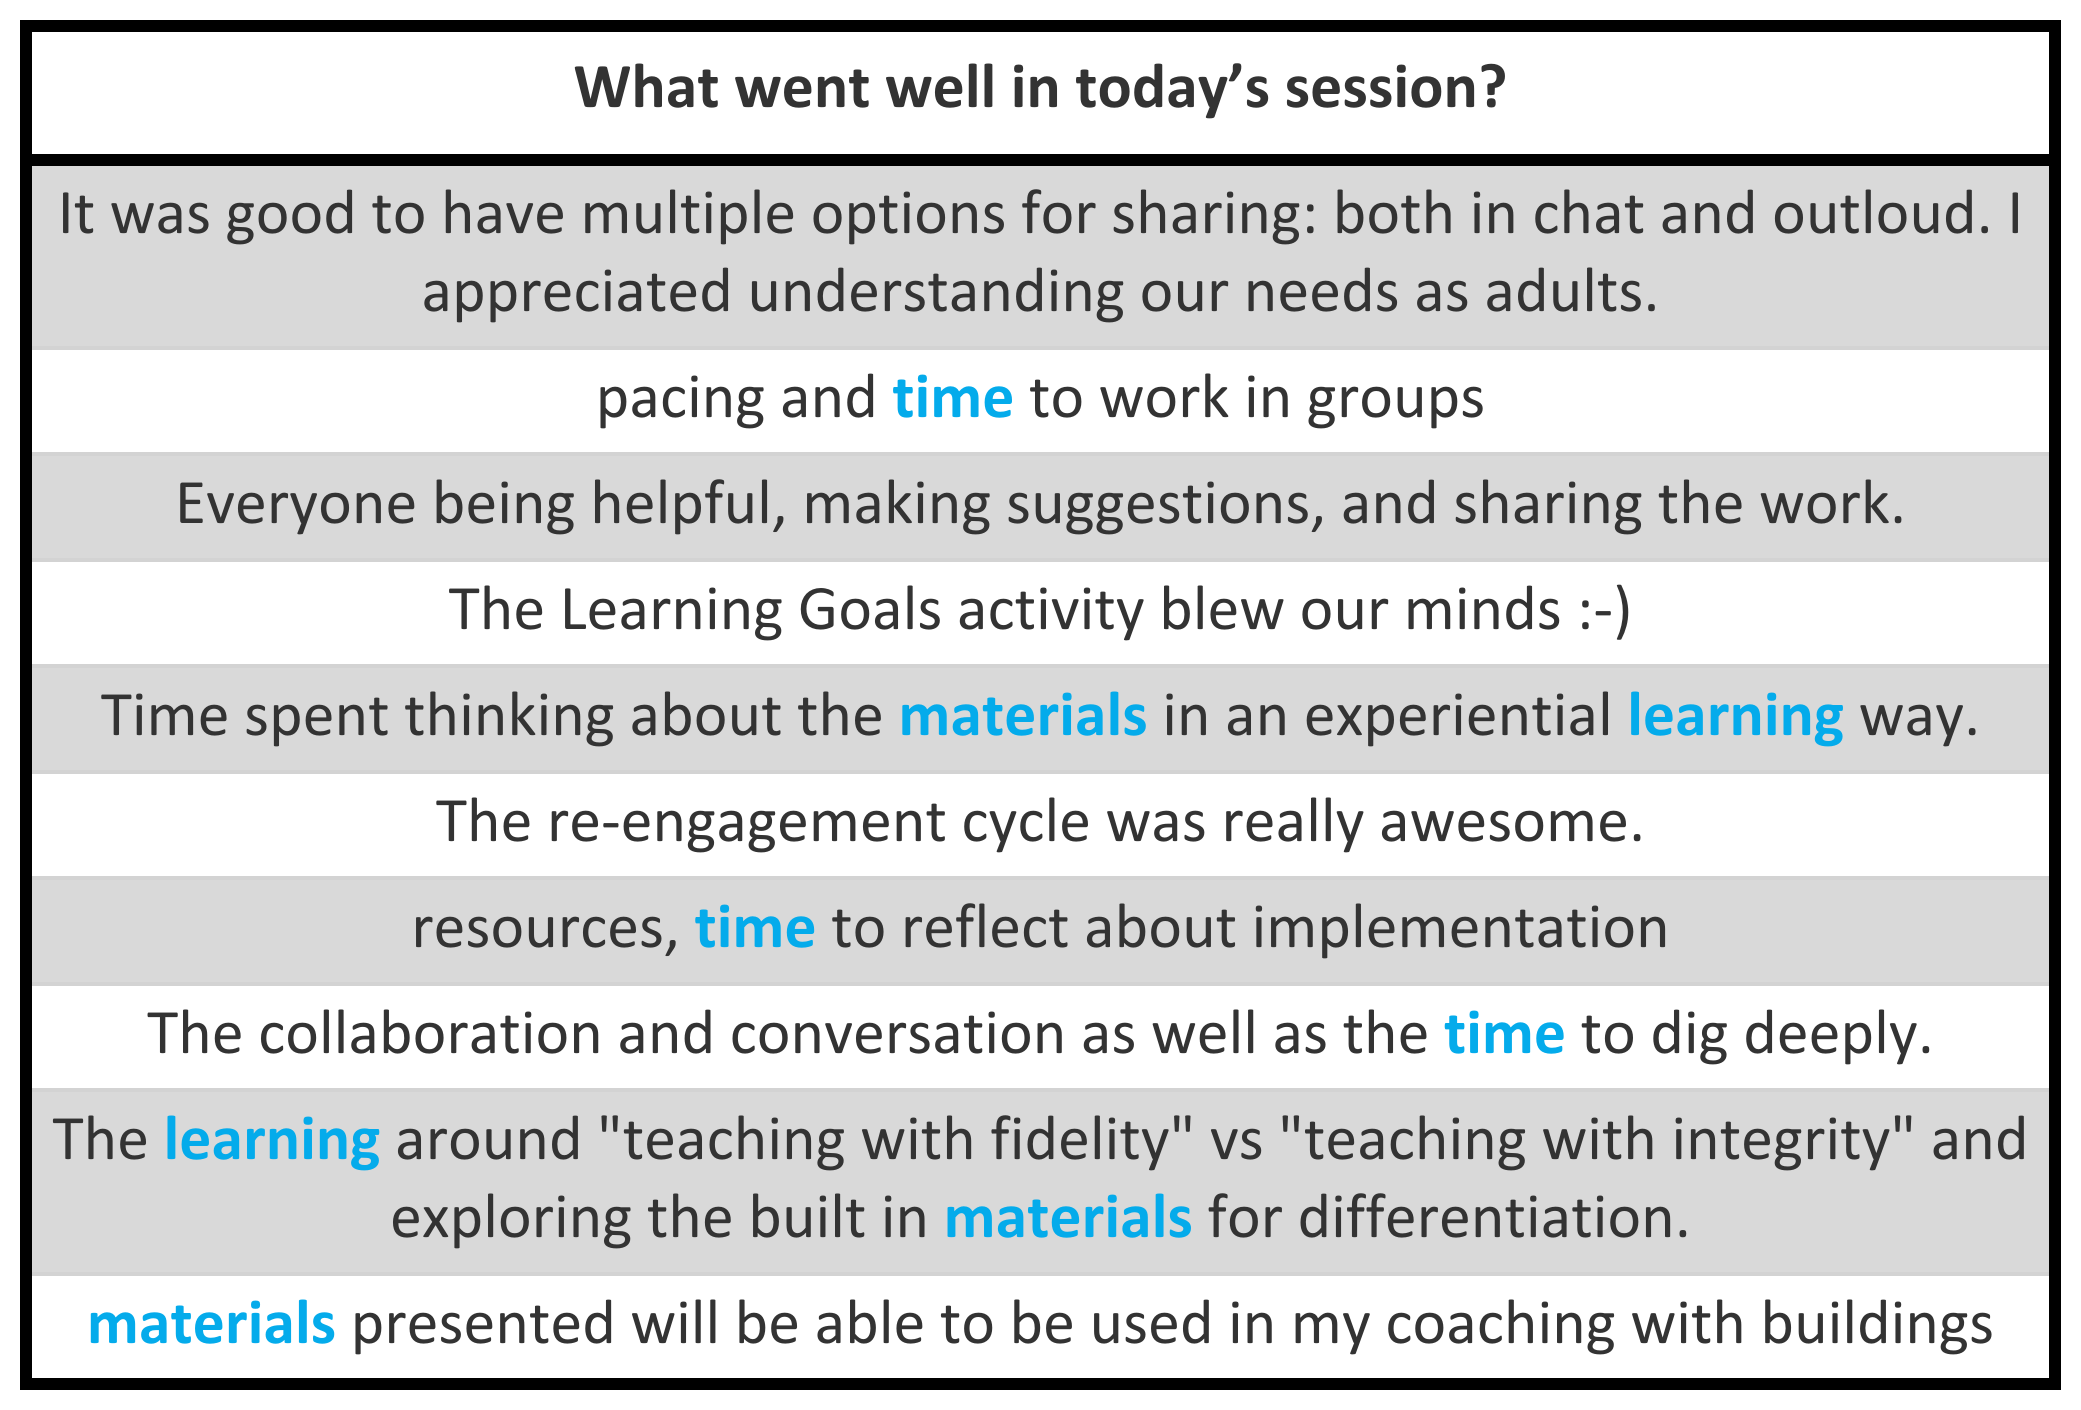 What went well in today’s session?
It was good to have multiple options for sharing: both in chat and outloud. I
appreciated understanding our needs as adults.
pacing and time to work in groups
Everyone being helpful, making suggestions, and sharing the work.
The Learning Goals activity blew our minds :-)
Time spent thinking about the materials in an experiential learning way.
The re-engagement cycle was really awesome.
resources, time to reflect about implementation
The collaboration and conversation as well as the time to dig deeply.
The learning around "teaching with fidelity" vs "teaching with integrity" and
exploring the built in materials for differentiation.
materials presented will be able to be used in my coaching with buildings